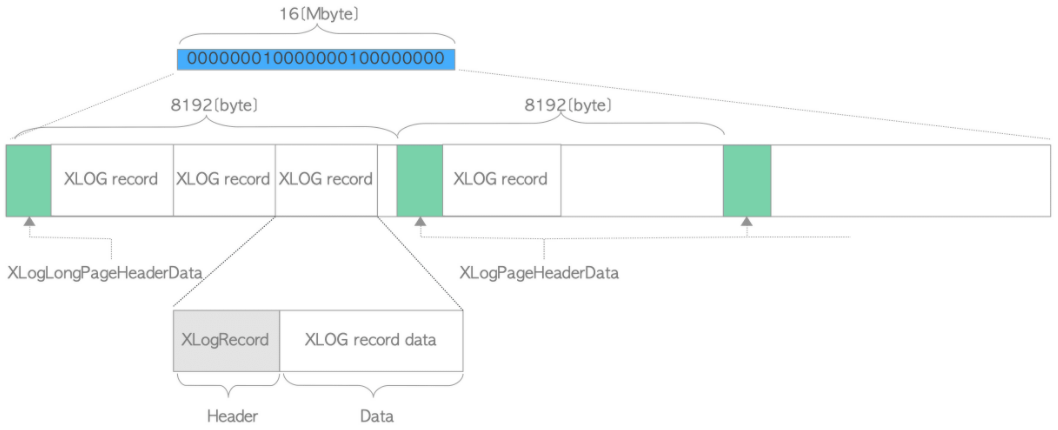 16[Mbyte]
000000010000000100000000
8192[byte]
8192[byte]
XLOG record
XLOG record
XLOG record
XLOG record
XLogLongPageHeaderData
XLogPageHeaderData
XLogRecord
XLOG record data
Header
Data